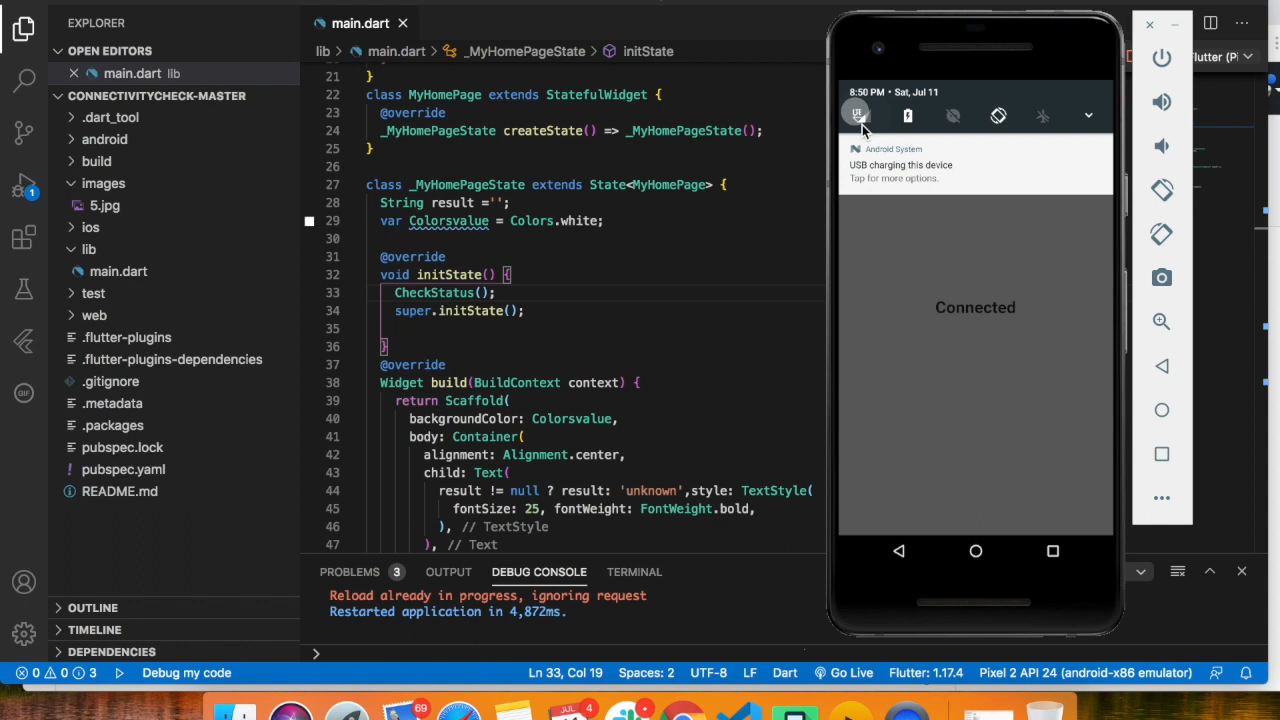 EXPLORER
OPEN EDITORS
main.dart lib
CONNECTIVITYCHECK-MASTER
.dart_tool
android
build
images
5.jpg
ios
lib
main.dart
test
web
.flutter-plugins
.flutter-plugins-dependencies
.gitignore
.metadata
.packages
pubspec.lock
pubspec.yaml
README.md
OUTLINE
TIMELINE
DEPENDENCIES
1
main.dart
lib > main.dart > _MyHomePageState > initState
21 }
22 class MyHomePage extends StatefulWidget {
23 @override
24 _MyHomePageState createState() => _MyHomePageState();
25 }
26
27 class _MyHomePageState extends State<MyHomePage> {
28 String result ='';
29 var Colorsvalue = Colors.white;
30
31 @override
32 void initState() {
33 CheckStatus();
34 super.initState();
35
36 }
37 @override
38 Widget build(BuildContext context) {
39 return Scaffold(
40 backgroundColor: Colorsvalue,
41 body: Container(
42 alignment: Alignment.center,
43 child: Text(
44 result != null ? result: 'unknown',style: TextStyle(
45 fontSize: 25, fontWeight: FontWeight.bold,
46 ), // TextStyle
47 ), // Text
PROBLEMS 3 OUTPUT DEBUG CONSOLE TERMINAL
Reload already in progress, ignoring request
Restarted application in 4,872ms.
8:50 PM • Sat, Jul 11
LTE
Android System
USB charging this device
Tap for more options.
Connected
Flutter (Pi
0 0 3 Debug my code Ln 33, Col 19 Spaces: 2 UTF-8 LF Dart Go Live Flutter: 1.17.4 Pixel 2 API 24 (android-x86 emulator)
69
4
GIF